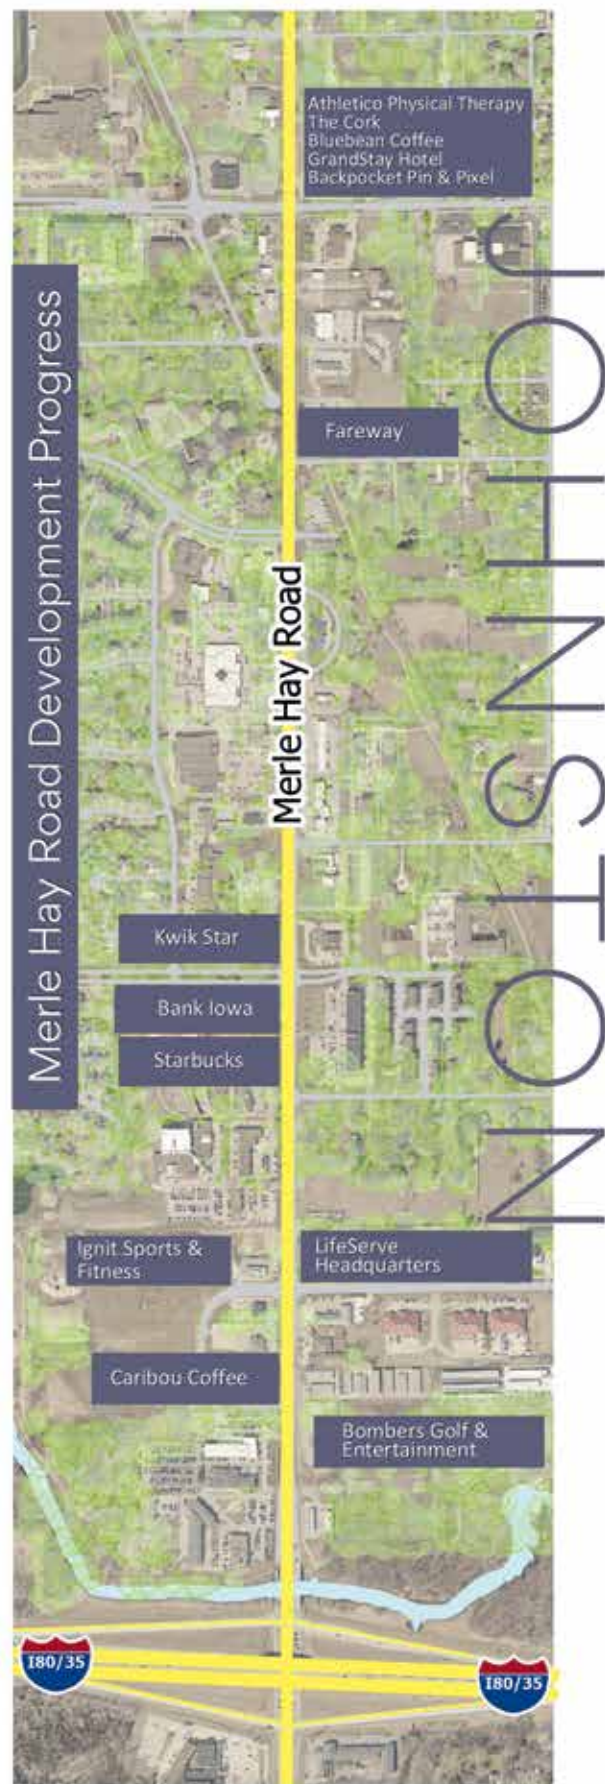 Merle Hay Road Development Progress
Athletico Physical Therapy
The Cork
Bluebean Coffee
GrandStay Hotel
Backpocket Pin & Pixel
Fareway
Merle Hay Road
Kwik Star
Bank Iowa
Starbucks
Ignit Sports &
Fitness
LifeServe
Headquarters
Caribou Coffee
Bombers Golf &
Entertainment
I80/35
I80/35
JOHNSTON